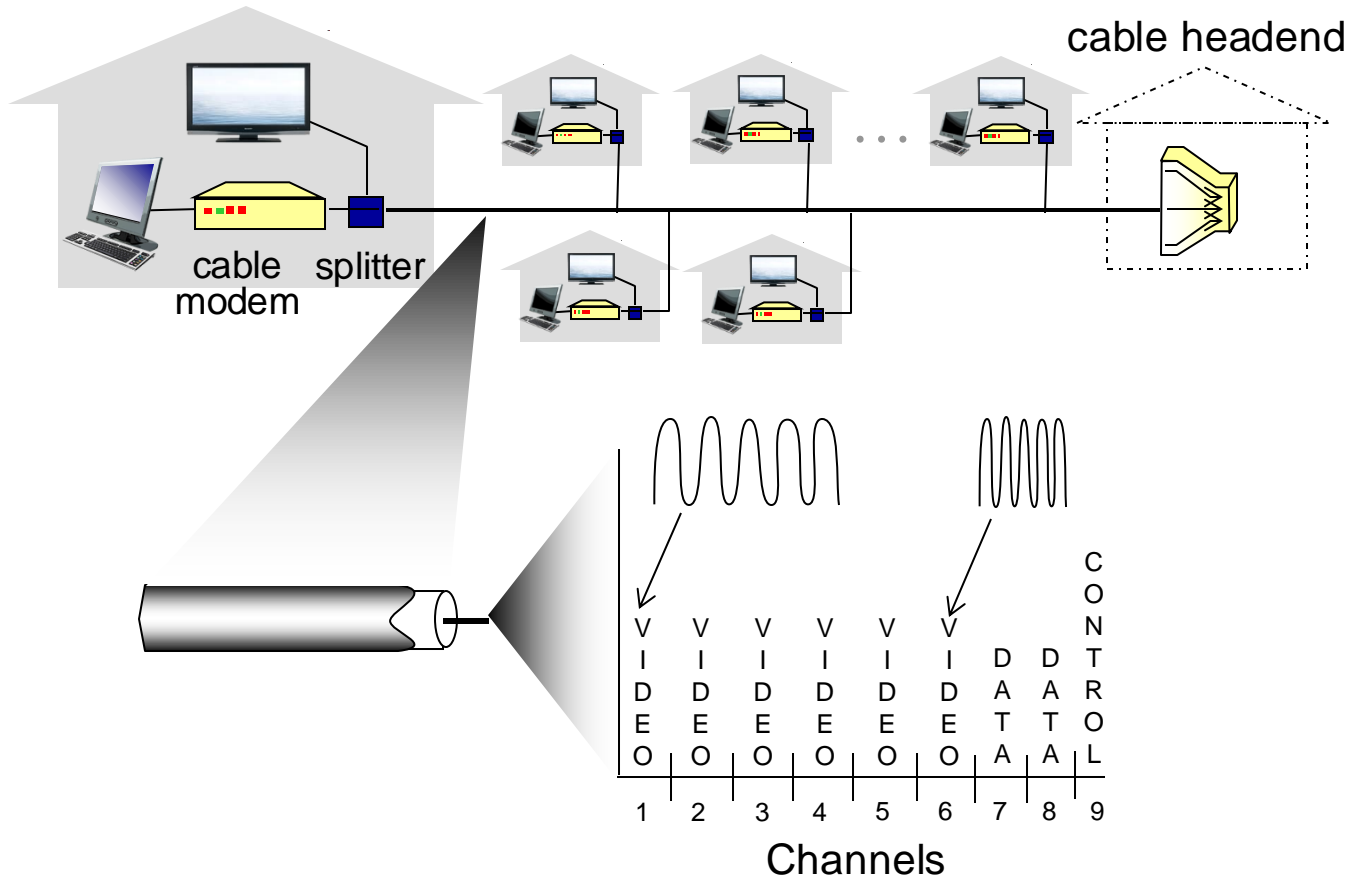 cable headend
cable
modem
splitter
VIDEO
VIDEO
VIDEO
VIDEO
VIDEO
VIDEO
DATA
DATA
CONTROL
1 2 3 4 5 6 7 8 9
Channels